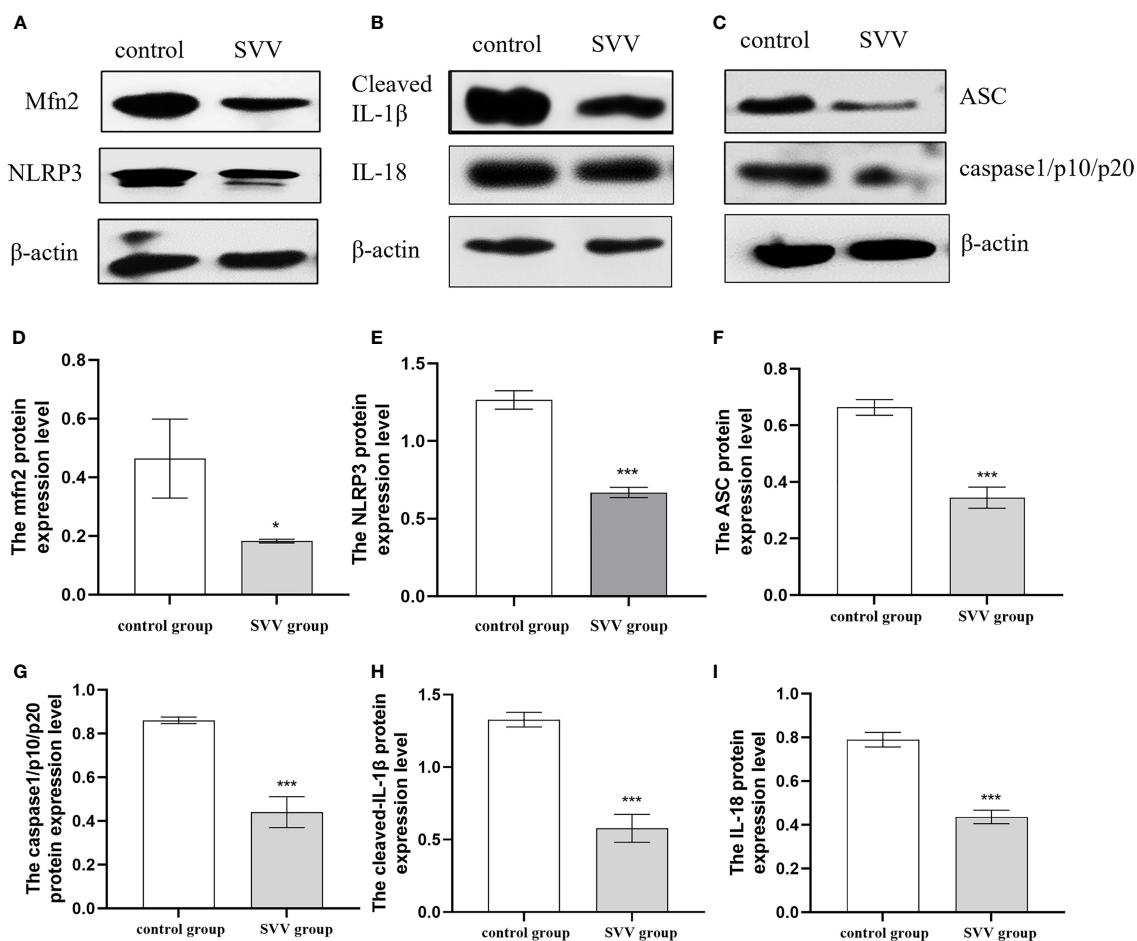 A
B
C
control SVV
control SVV
control SVV
Mfn2
NLRP3
β-actin
Cleaved
IL-1β
IL-18
β-actin
ASC
caspase1/p10/p20
β-actin
D
The mfn2 protein
expression level
0.8
0.6
0.4
0.2
0.0
*
control group SVV group
E
The NLRP3 protein
expression level
1.5
1.0
0.5
0.0
***
control group SVV group
F
The ASC protein
expression level
0.8
0.6
0.4
0.2
0.0
***
control group SVV group
G
The caspase1/p10/p20
protein expression level
1.0
0.8
0.6
0.4
0.2
0.0
***
control group SVV group
H
The cleaved-IL-1β protein
expression level
1.5
1.0
0.5
0.0
***
control group SVV group
I
The IL-18 protein
expression level
1.0
0.8
0.6
0.4
0.2
0.0
***
control group SVV group